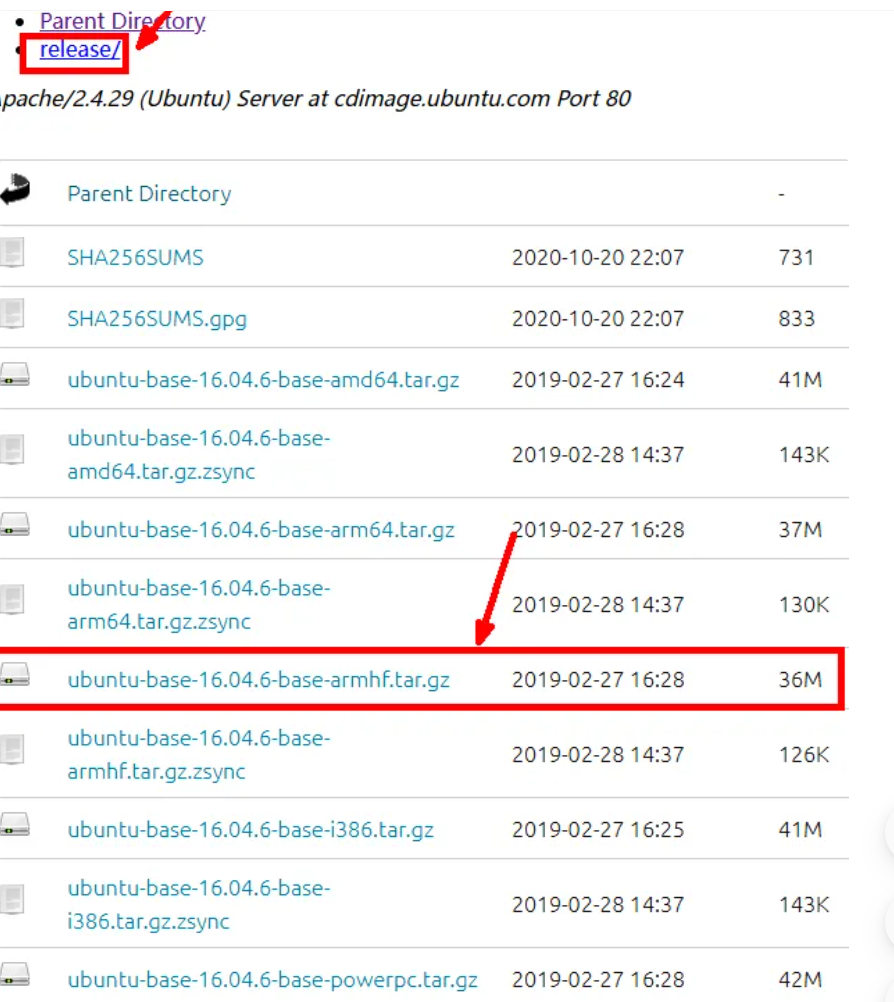 Parent Directory
release/
pache/2.4.29 (Ubuntu) Server at cdimage.ubuntu.com Port 80
Parent Directory -
SHA256SUMS 2020-10-20 22:07 731
SHA256SUMS.gpg 2020-10-20 22:07 833
ubuntu-base-16.04.6-base-amd64.tar.gz 2019-02-27 16:24 41M
ubuntu-base-16.04.6-base-
amd64.tar.gz.zsync 2019-02-28 14:37 143K
ubuntu-base-16.04.6-base-arm64.tar.gz 2019-02-27 16:28 37M
ubuntu-base-16.04.6-base-
arm64.tar.gz.zsync 2019-02-28 14:37 130K
ubuntu-base-16.04.6-base-armhf.tar.gz 2019-02-27 16:28 36M
ubuntu-base-16.04.6-base-
armhf.tar.gz.zsync 2019-02-28 14:37 126K
ubuntu-base-16.04.6-base-i386.tar.gz 2019-02-27 16:25 41M
ubuntu-base-16.04.6-base-
i386.tar.gz.zsync 2019-02-28 14:37 143K
ubuntu-base-16.04.6-base-powerpc.tar.gz 2019-02-27 16:28 42M